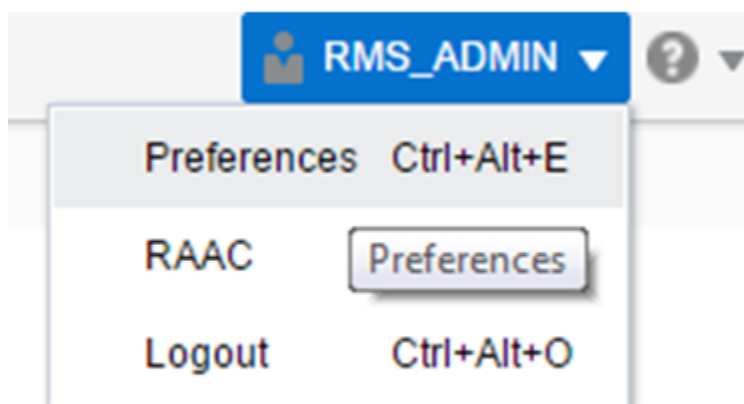 RMS_ADMIN ?
Preferences Ctrl+Alt+E
RAAC
Preferences
Logout Ctrl+Alt+O